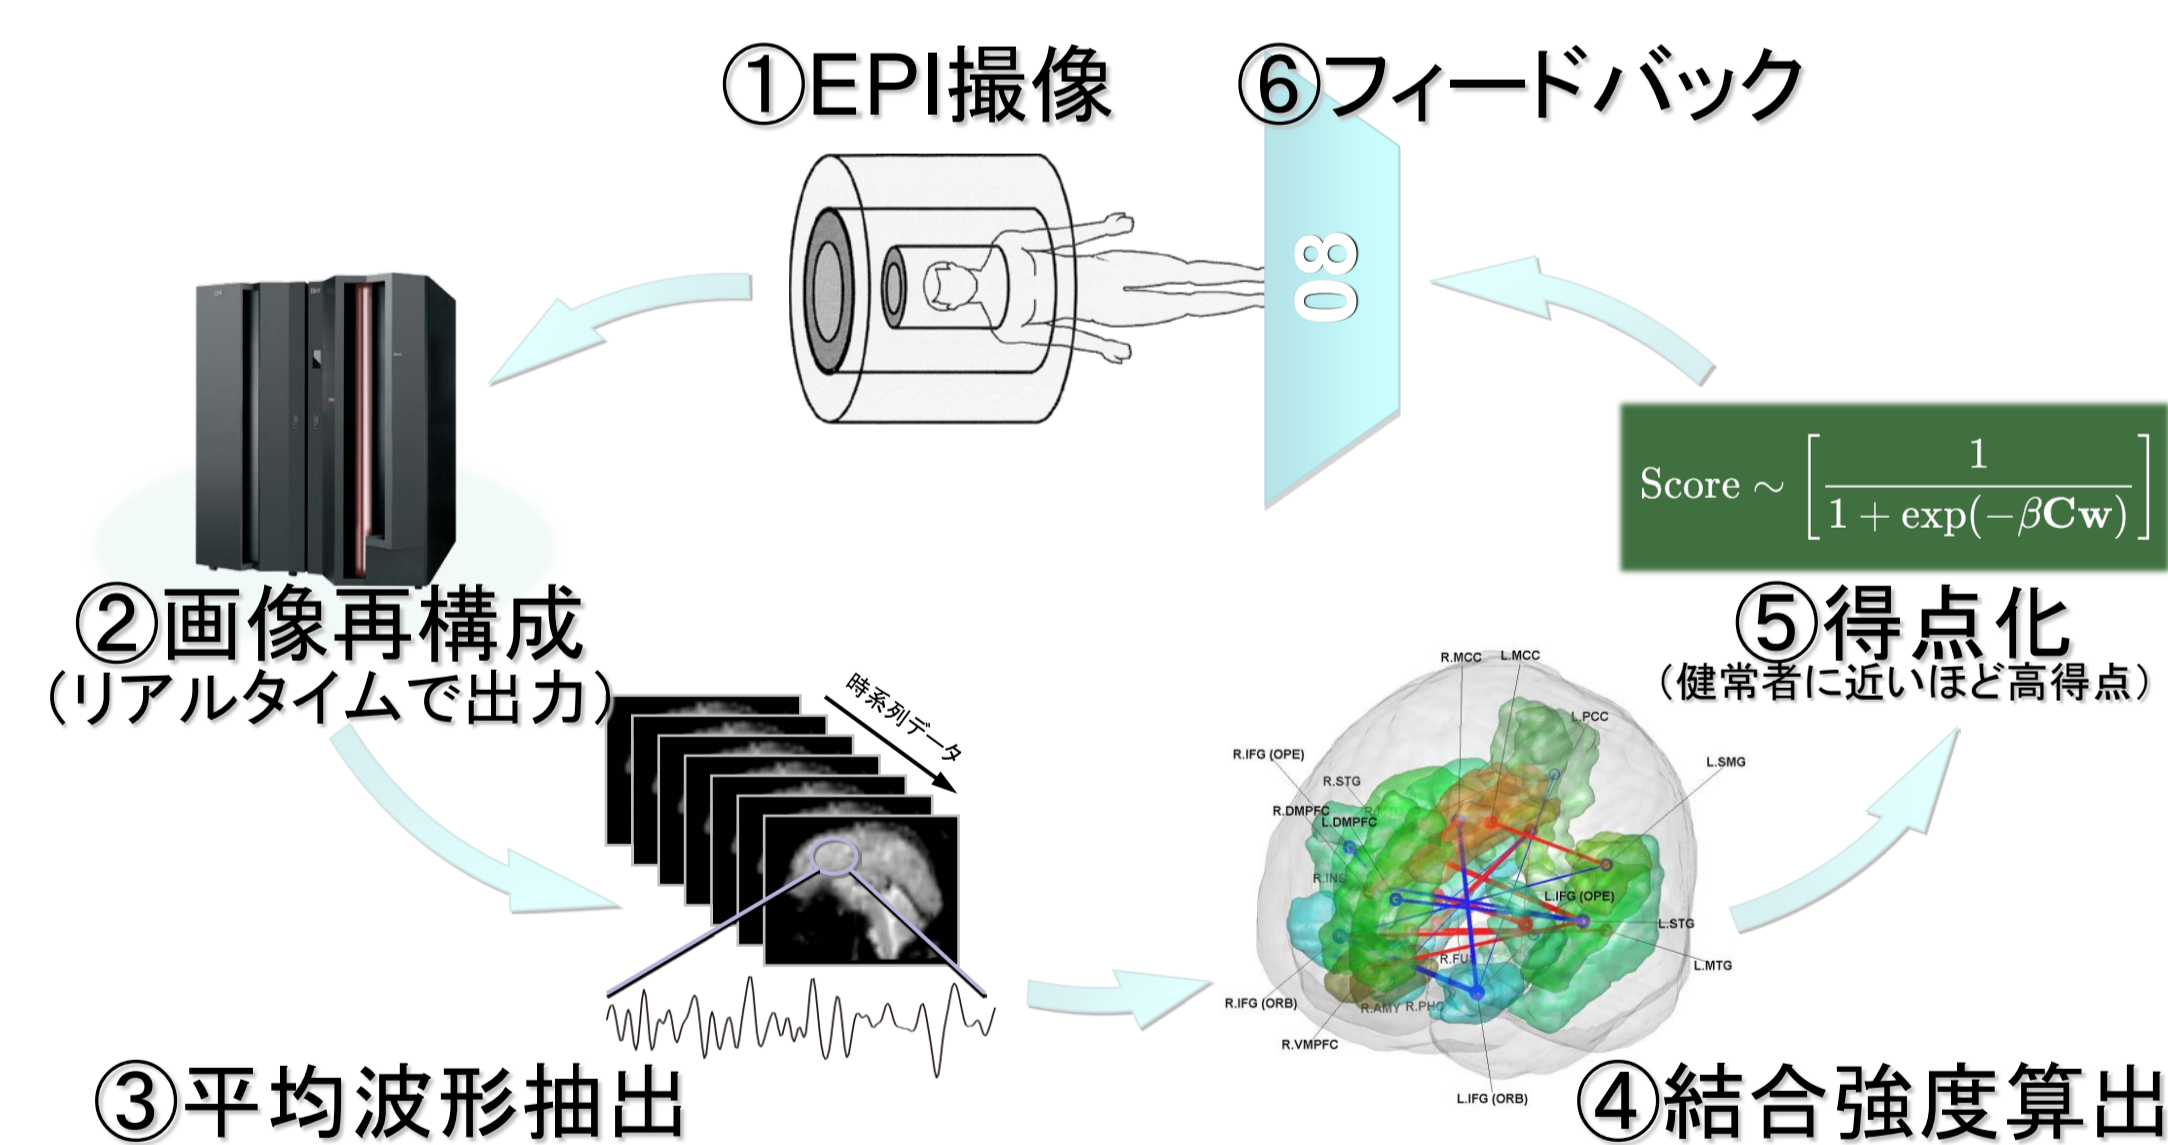 ①EPI撮像
⑥フィードバック
80
Score ∼ [ 1 / 1 + exp(−βCw) ]
②画像再構成
（リアルタイムで出力）
⑤得点化
（健常者に近いほど高得点）
時系列データ
R.MCC
L.MCC
L.PCC
R.IFG (OPE)
L.SMG
R.STG
R.DMPFC
L.DMPFC
R.INS
L.IFG (OPE)
L.STG
R.FUS
L.MTG
R.IFG (ORB)
R.AMY
R.PHG
R.VMPFC
L.IFG (ORB)
③平均波形抽出
④結合強度算出